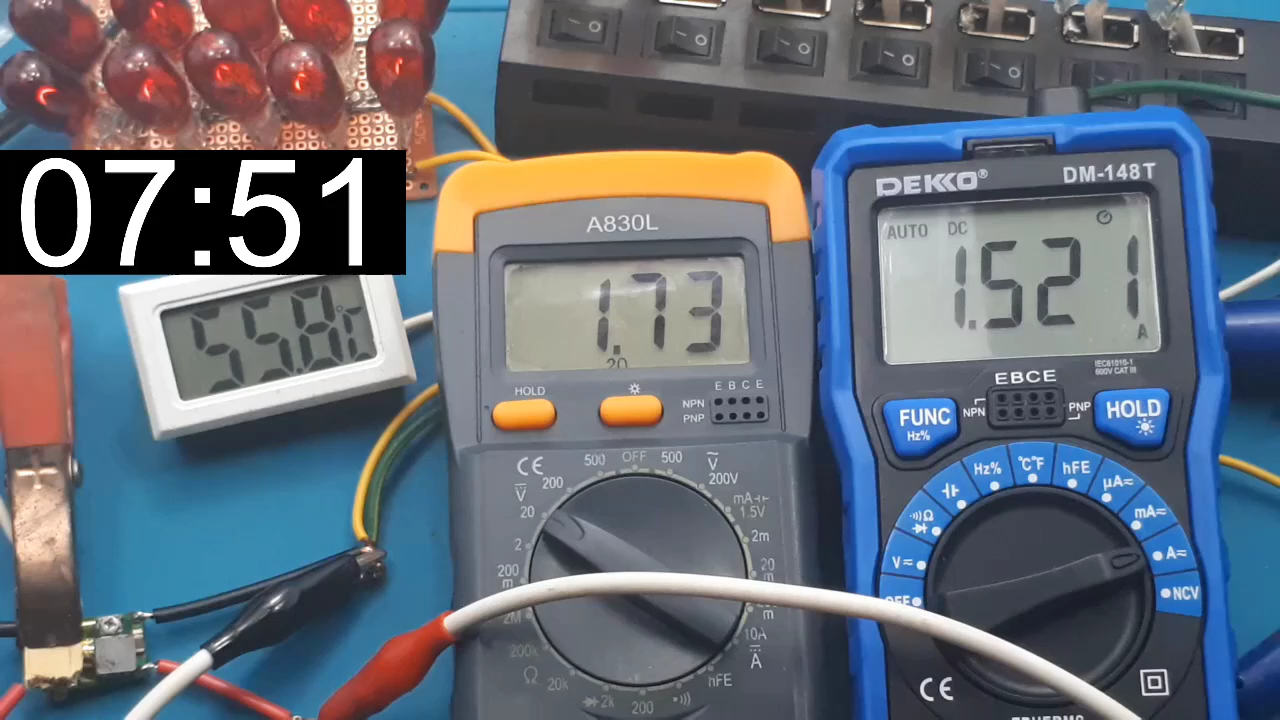 07:51
55.8°C
A830L
1.73
20
HOLD
E B C E
NPN
PNP
CE
OFF
500
500
200
20
2
200
m
2M
200k
Ω
20k
2k
200
hFE
10A
A
20
m
2m
1.5V
200V
V
V
DEKKO®
DM-148T
AUTO DC
1.521
A
IEC61010-1
600V CAT III
EBCE
NPN
PNP
FUNC
Hz%
HOLD
OFF
V
Ω
Hz%
°C°F
hFE
µA
mA
A
NCV
CE